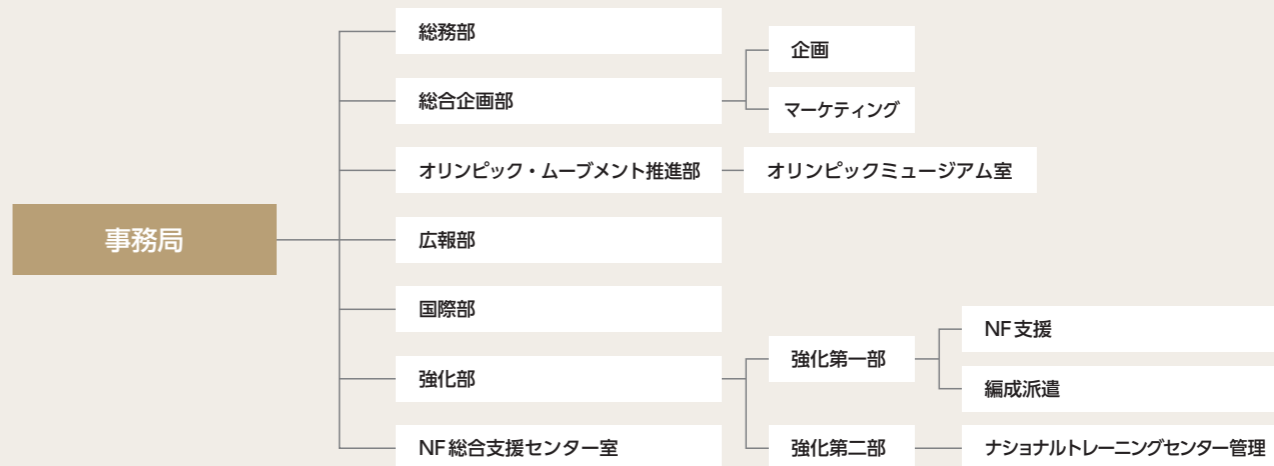 総務部
企画
総合企画部
マーケティング
オリンピック・ムーブメント推進部
オリンピックミュージアム室
事務局
広報部
国際部
NF支援
強化第一部
強化部
編成派遣
NF総合支援センター室
強化第二部
ナショナルトレーニングセンター管理